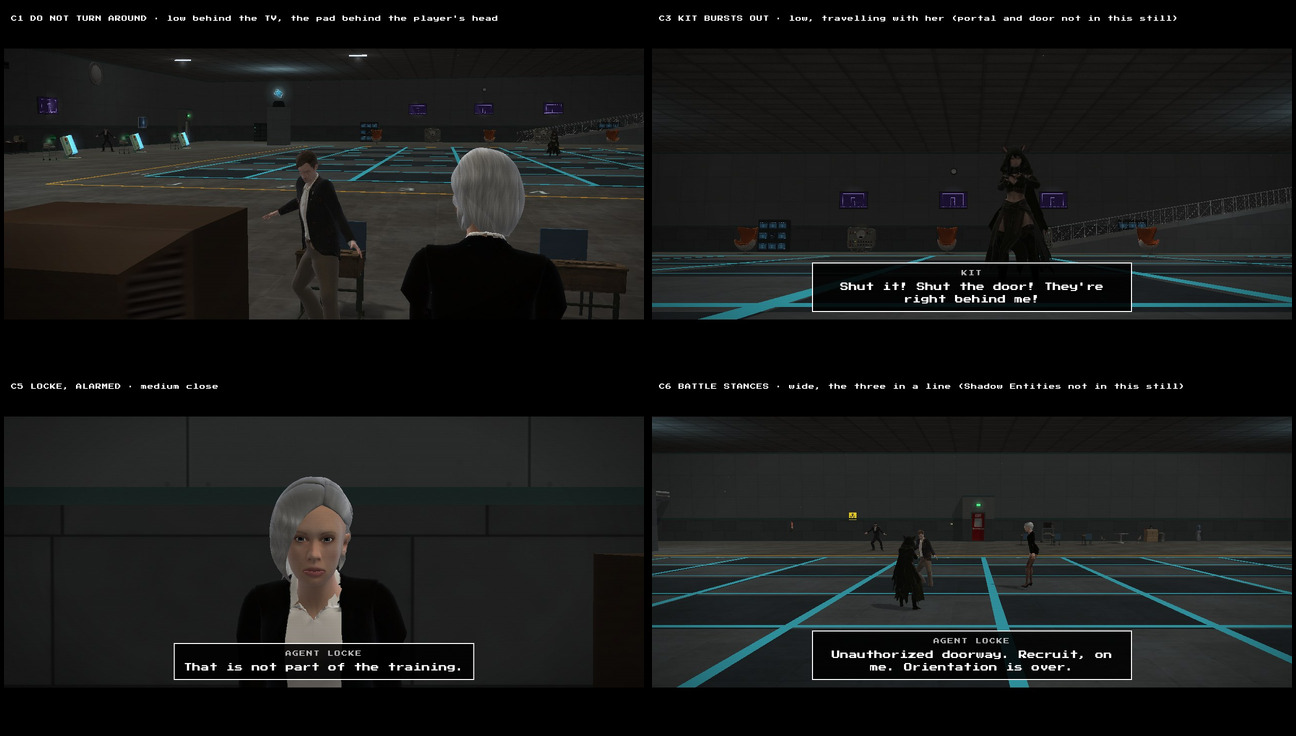 C1 DO NOT TURN AROUND · low behind the TV, the pad behind the player's head
C3 KIT BURSTS OUT · low, travelling with her (portal and door not in this still)
KIT
Shut it! Shut the door! They're
right behind me!
C5 LOCKE, ALARMED · medium close
C6 BATTLE STANCES · wide, the three in a line (Shadow Entities not in this still)
AGENT LOCKE
That is not part of the training.
AGENT LOCKE
Unauthorized doorway. Recruit, on
me. Orientation is over.